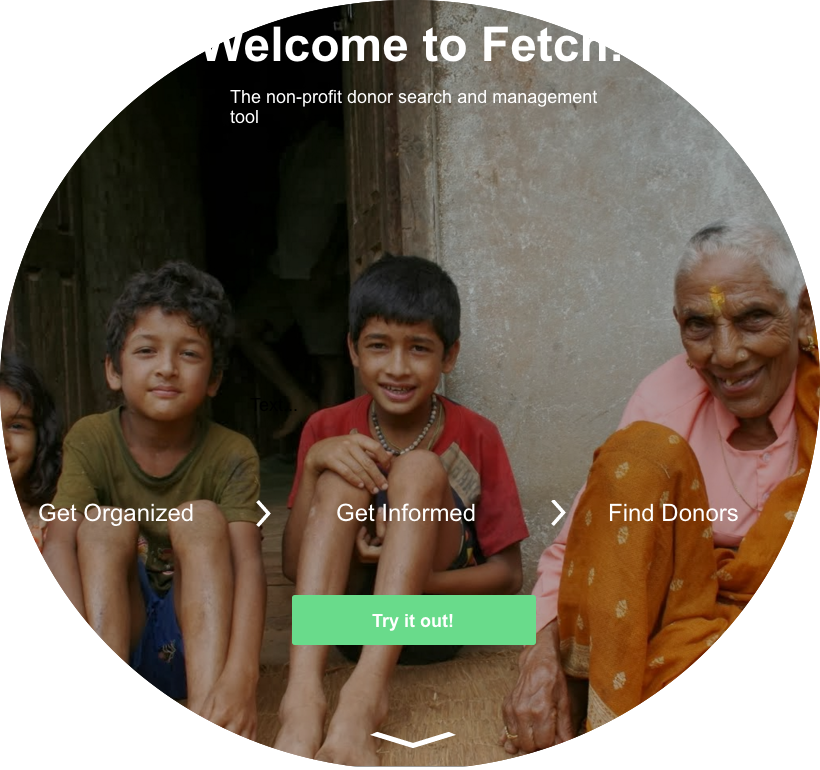 Welcome to Fetch!
The non-profit donor search and management
tool
Text...
Get Organized
Get Informed
Find Donors
Try it out!